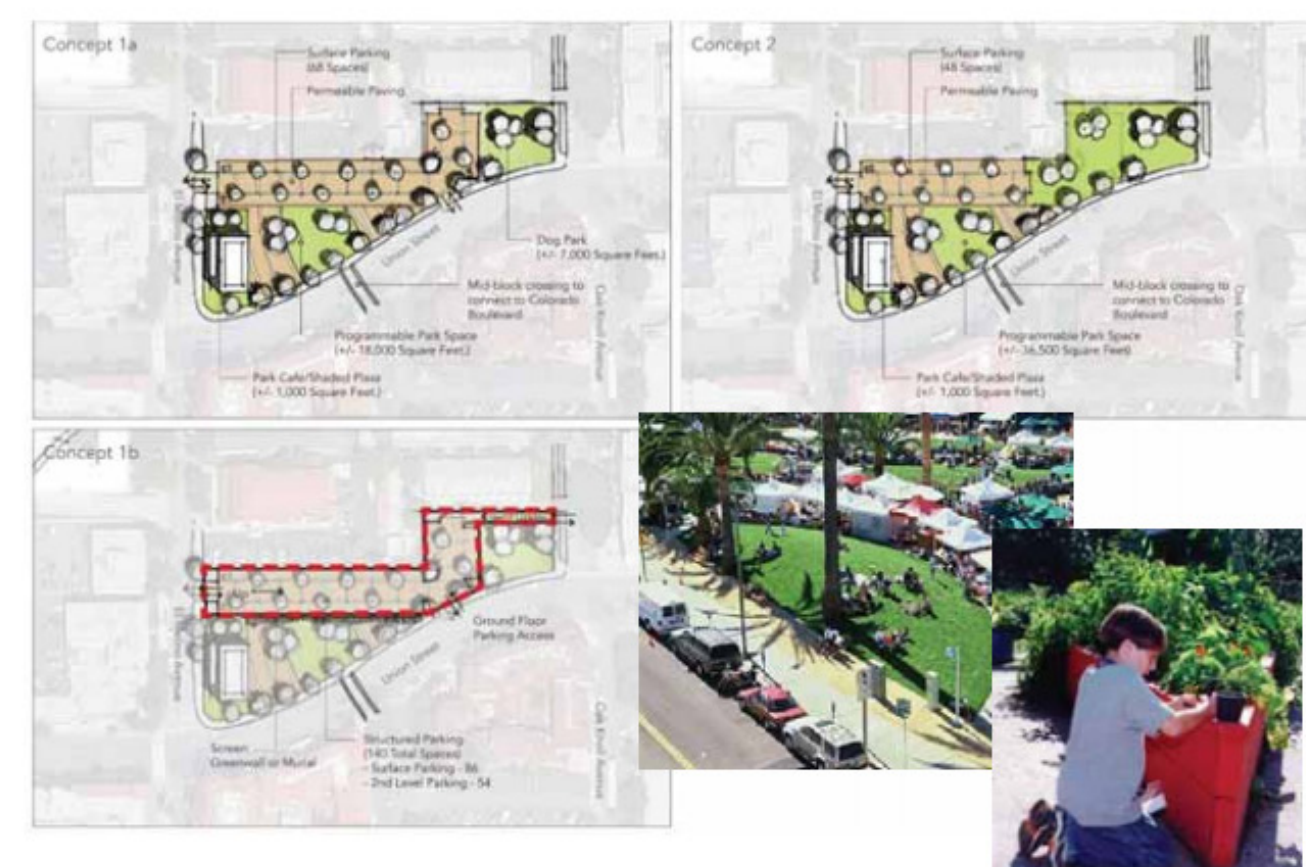 Concept 1a
Surface Parking
(68 Spaces)
Permeable Paving
El Molino Avenue
Union Street
Dog Park
(+/- 7,000 Square Feet.)
Mid-block crossing to
connect to Colorado
Boulevard
Oak Knoll Avenue
Programmable Park Space
(+/- 18,000 Square Feet.)
Park Cafe/Shaded Plaza
(+/- 1,000 Square Feet.)
Concept 2
Surface Parking
(48 Spaces)
Permeable Paving
El Molino Avenue
Union Street
Mid-block crossing to
connect to Colorado
Boulevard
Oak Knoll Avenue
Programmable Park Space
(+/- 36,500 Square Feet)
Park Cafe/Shaded Plaza
(+/- 1,000 Square Feet.)
Concept 1b
El Molino Avenue
Union Street
Ground Floor
Parking Access
Oak Knoll Avenue
Screen
Greenwall or Mural
Structured Parking
(140 Total Spaces)
- Surface Parking - 86
- 2nd Level Parking - 54